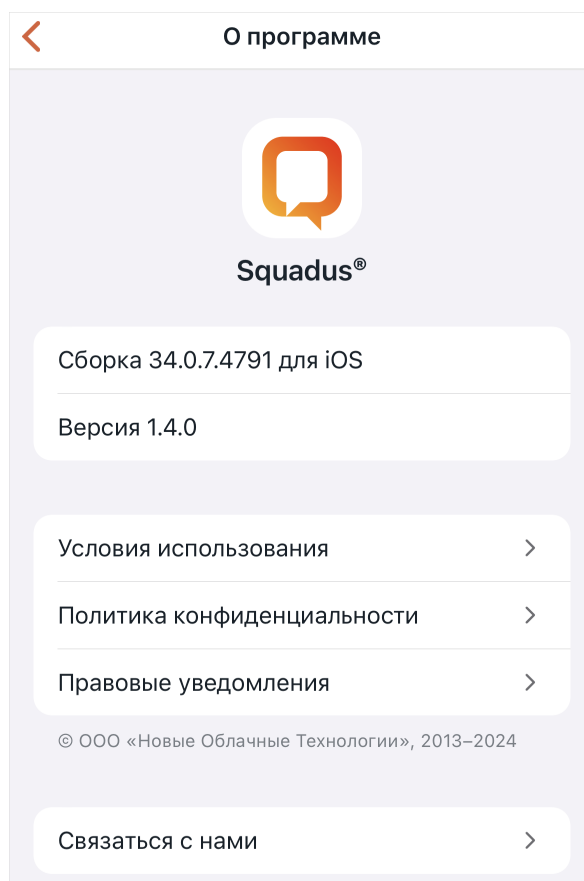 О программе
Squadus®
Сборка 34.0.7.4791 для iOS
Версия 1.4.0
Условия использования
Политика конфиденциальности
Правовые уведомления
© ООО «Новые Облачные Технологии», 2013–2024
Связаться с нами